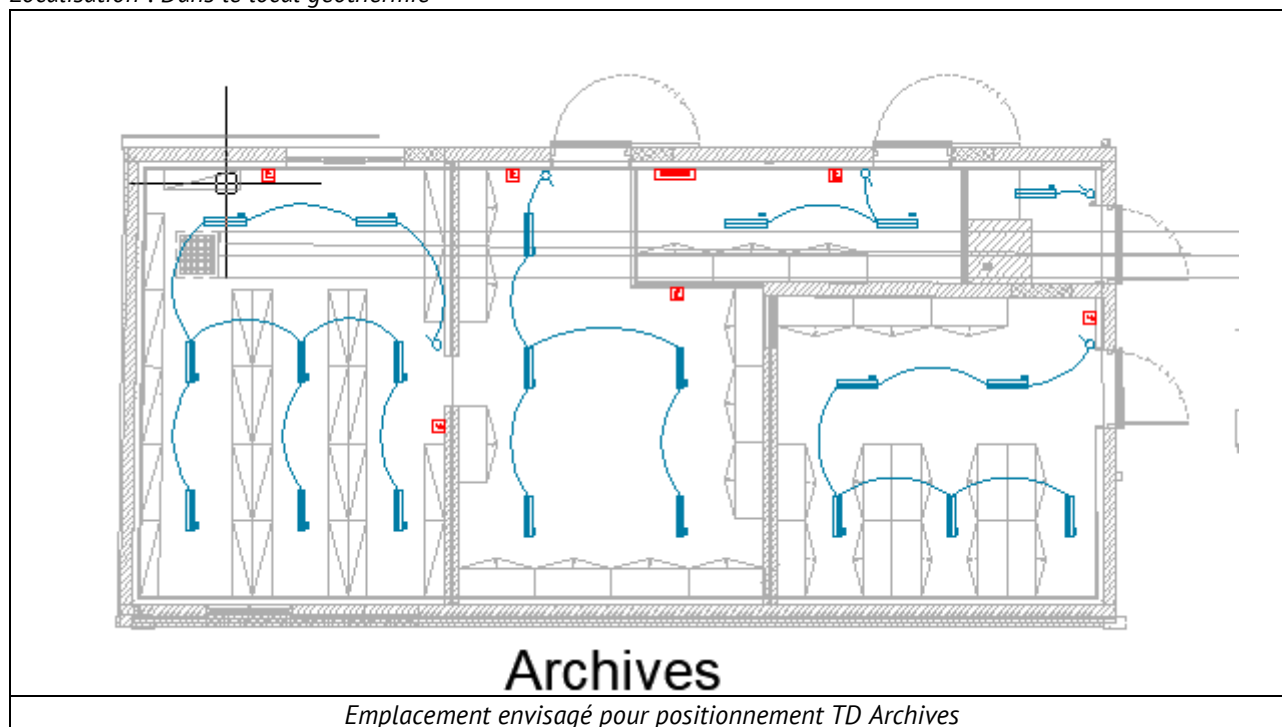 Localisation : Dans le local géothermie
Archives
Emplacement envisagé pour positionnement TD Archives